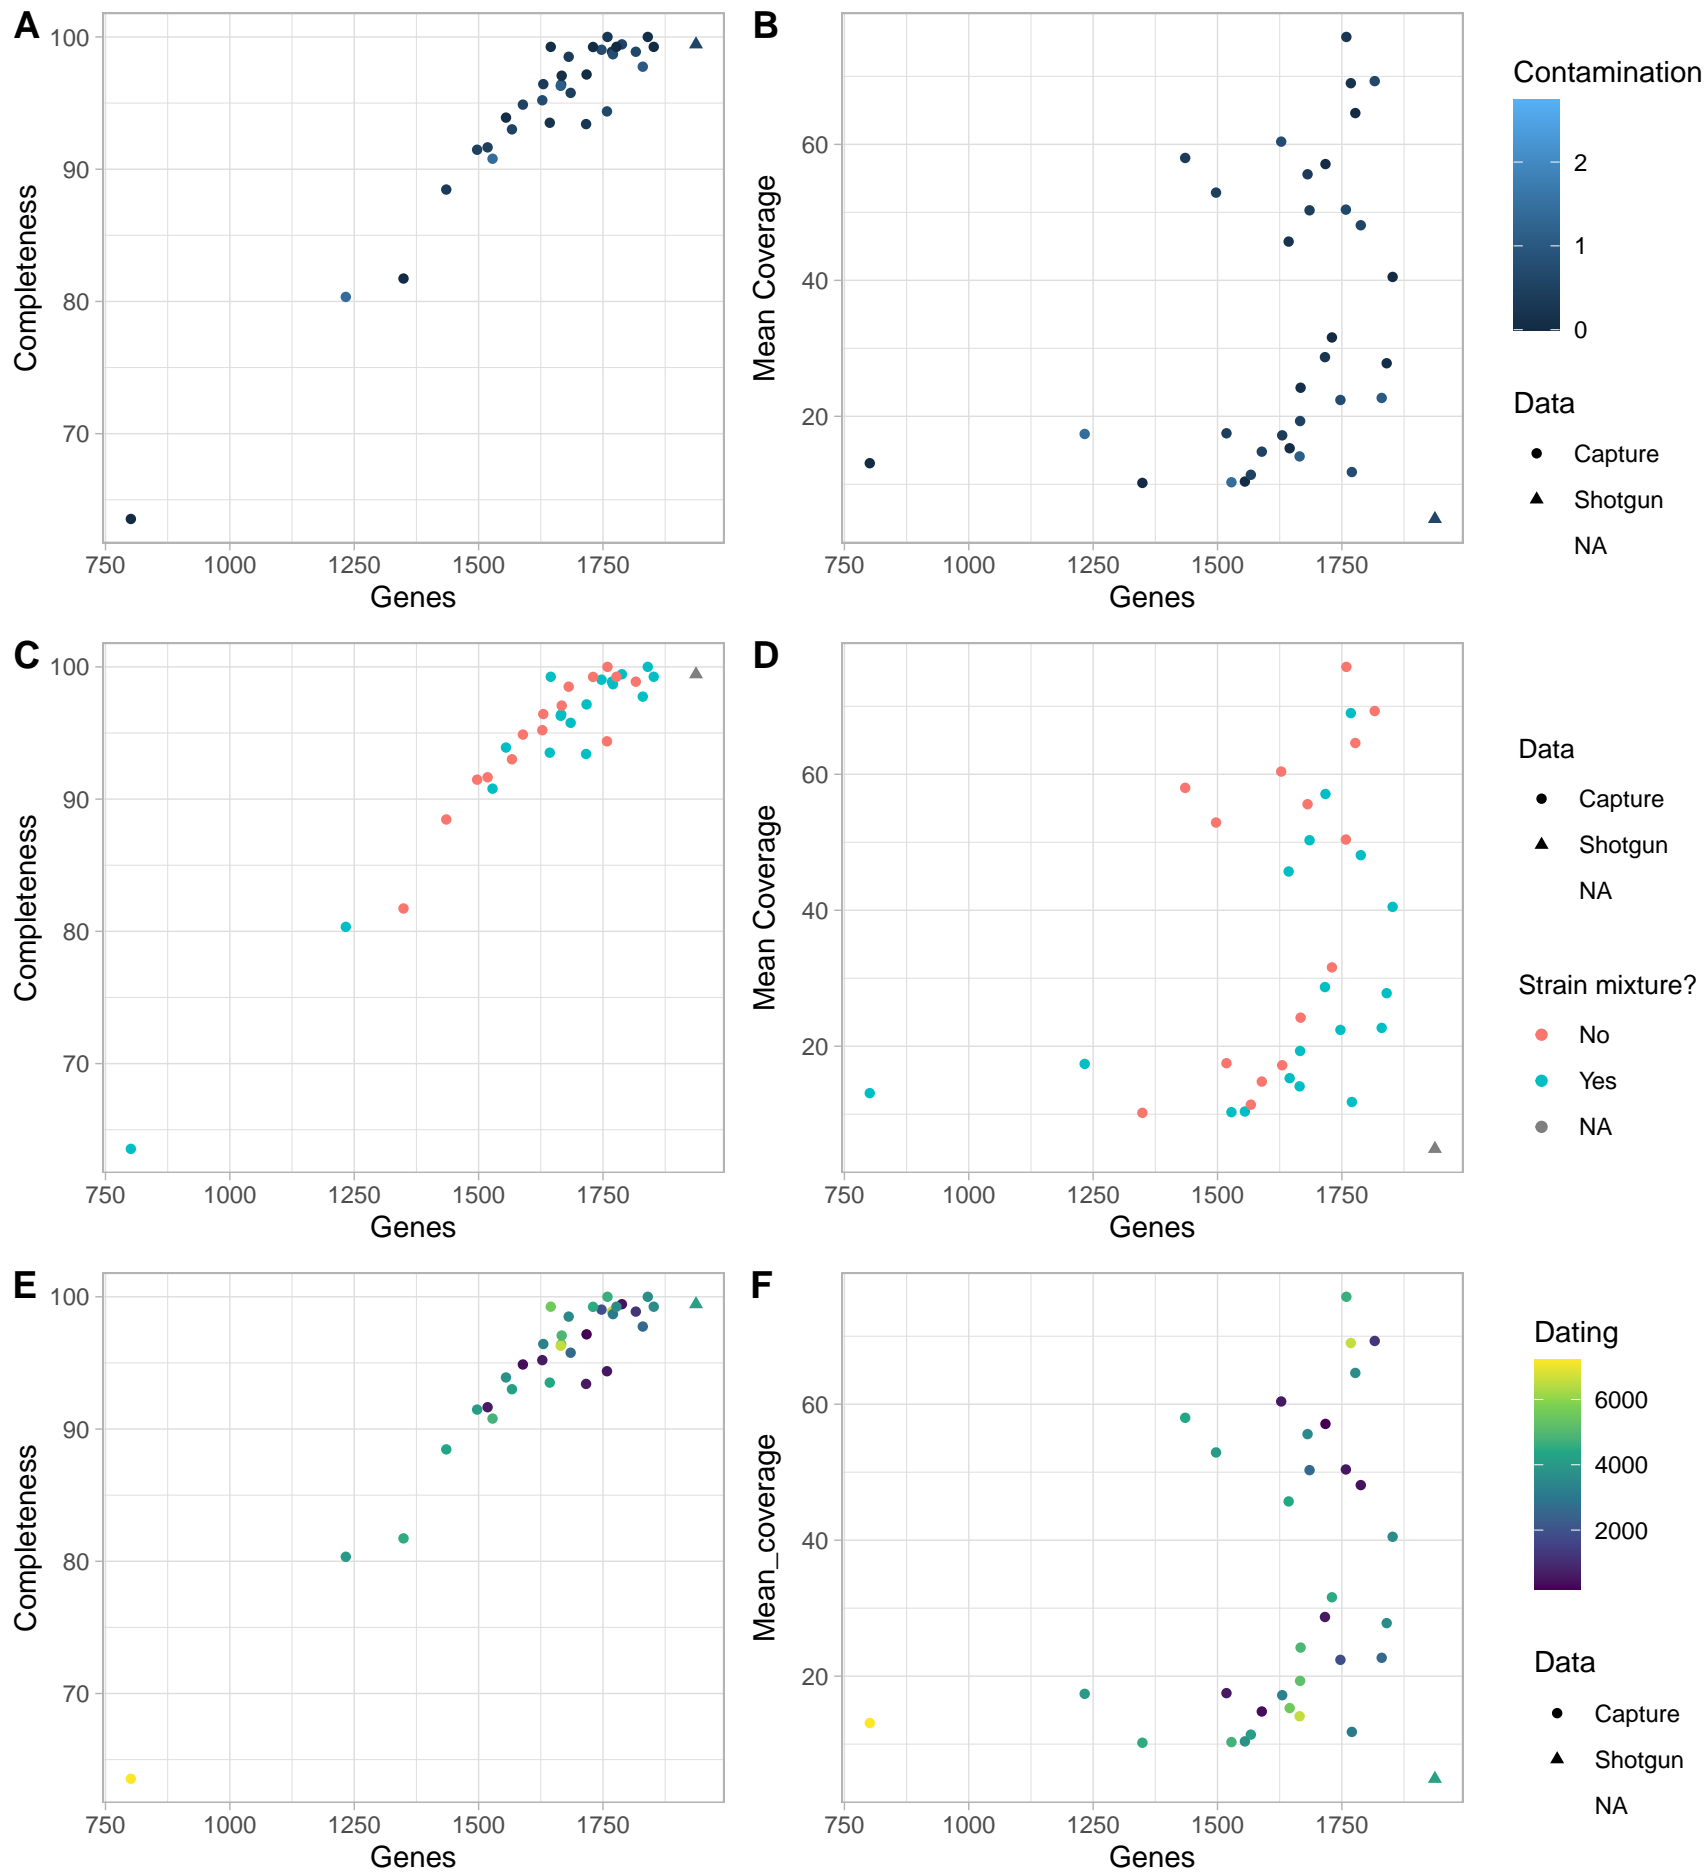 A
B
100
90
80
70
Completeness
750 1000 1250 1500 1750
Genes
60
40
20
Mean Coverage
750 1000 1250 1500 1750
Genes
Contamination
2
1
0
Data
Capture
Shotgun
NA
C
D
100
90
80
70
Completeness
750 1000 1250 1500 1750
Genes
60
40
20
Mean Coverage
750 1000 1250 1500 1750
Genes
Data
Capture
Shotgun
NA
Strain mixture?
No
Yes
NA
E
F
100
90
80
70
Completeness
750 1000 1250 1500 1750
Genes
60
40
20
Mean_coverage
750 1000 1250 1500 1750
Genes
Dating
6000
4000
2000
Data
Capture
Shotgun
NA